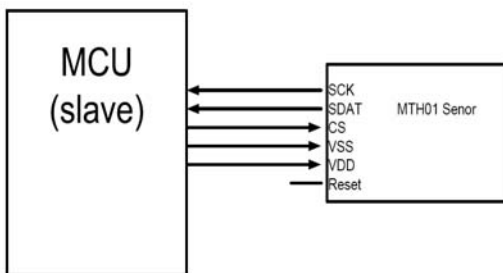 MCU
(slave)
SCK
SDAT
MTH01 Senor
CS
VSS
VDD
Reset